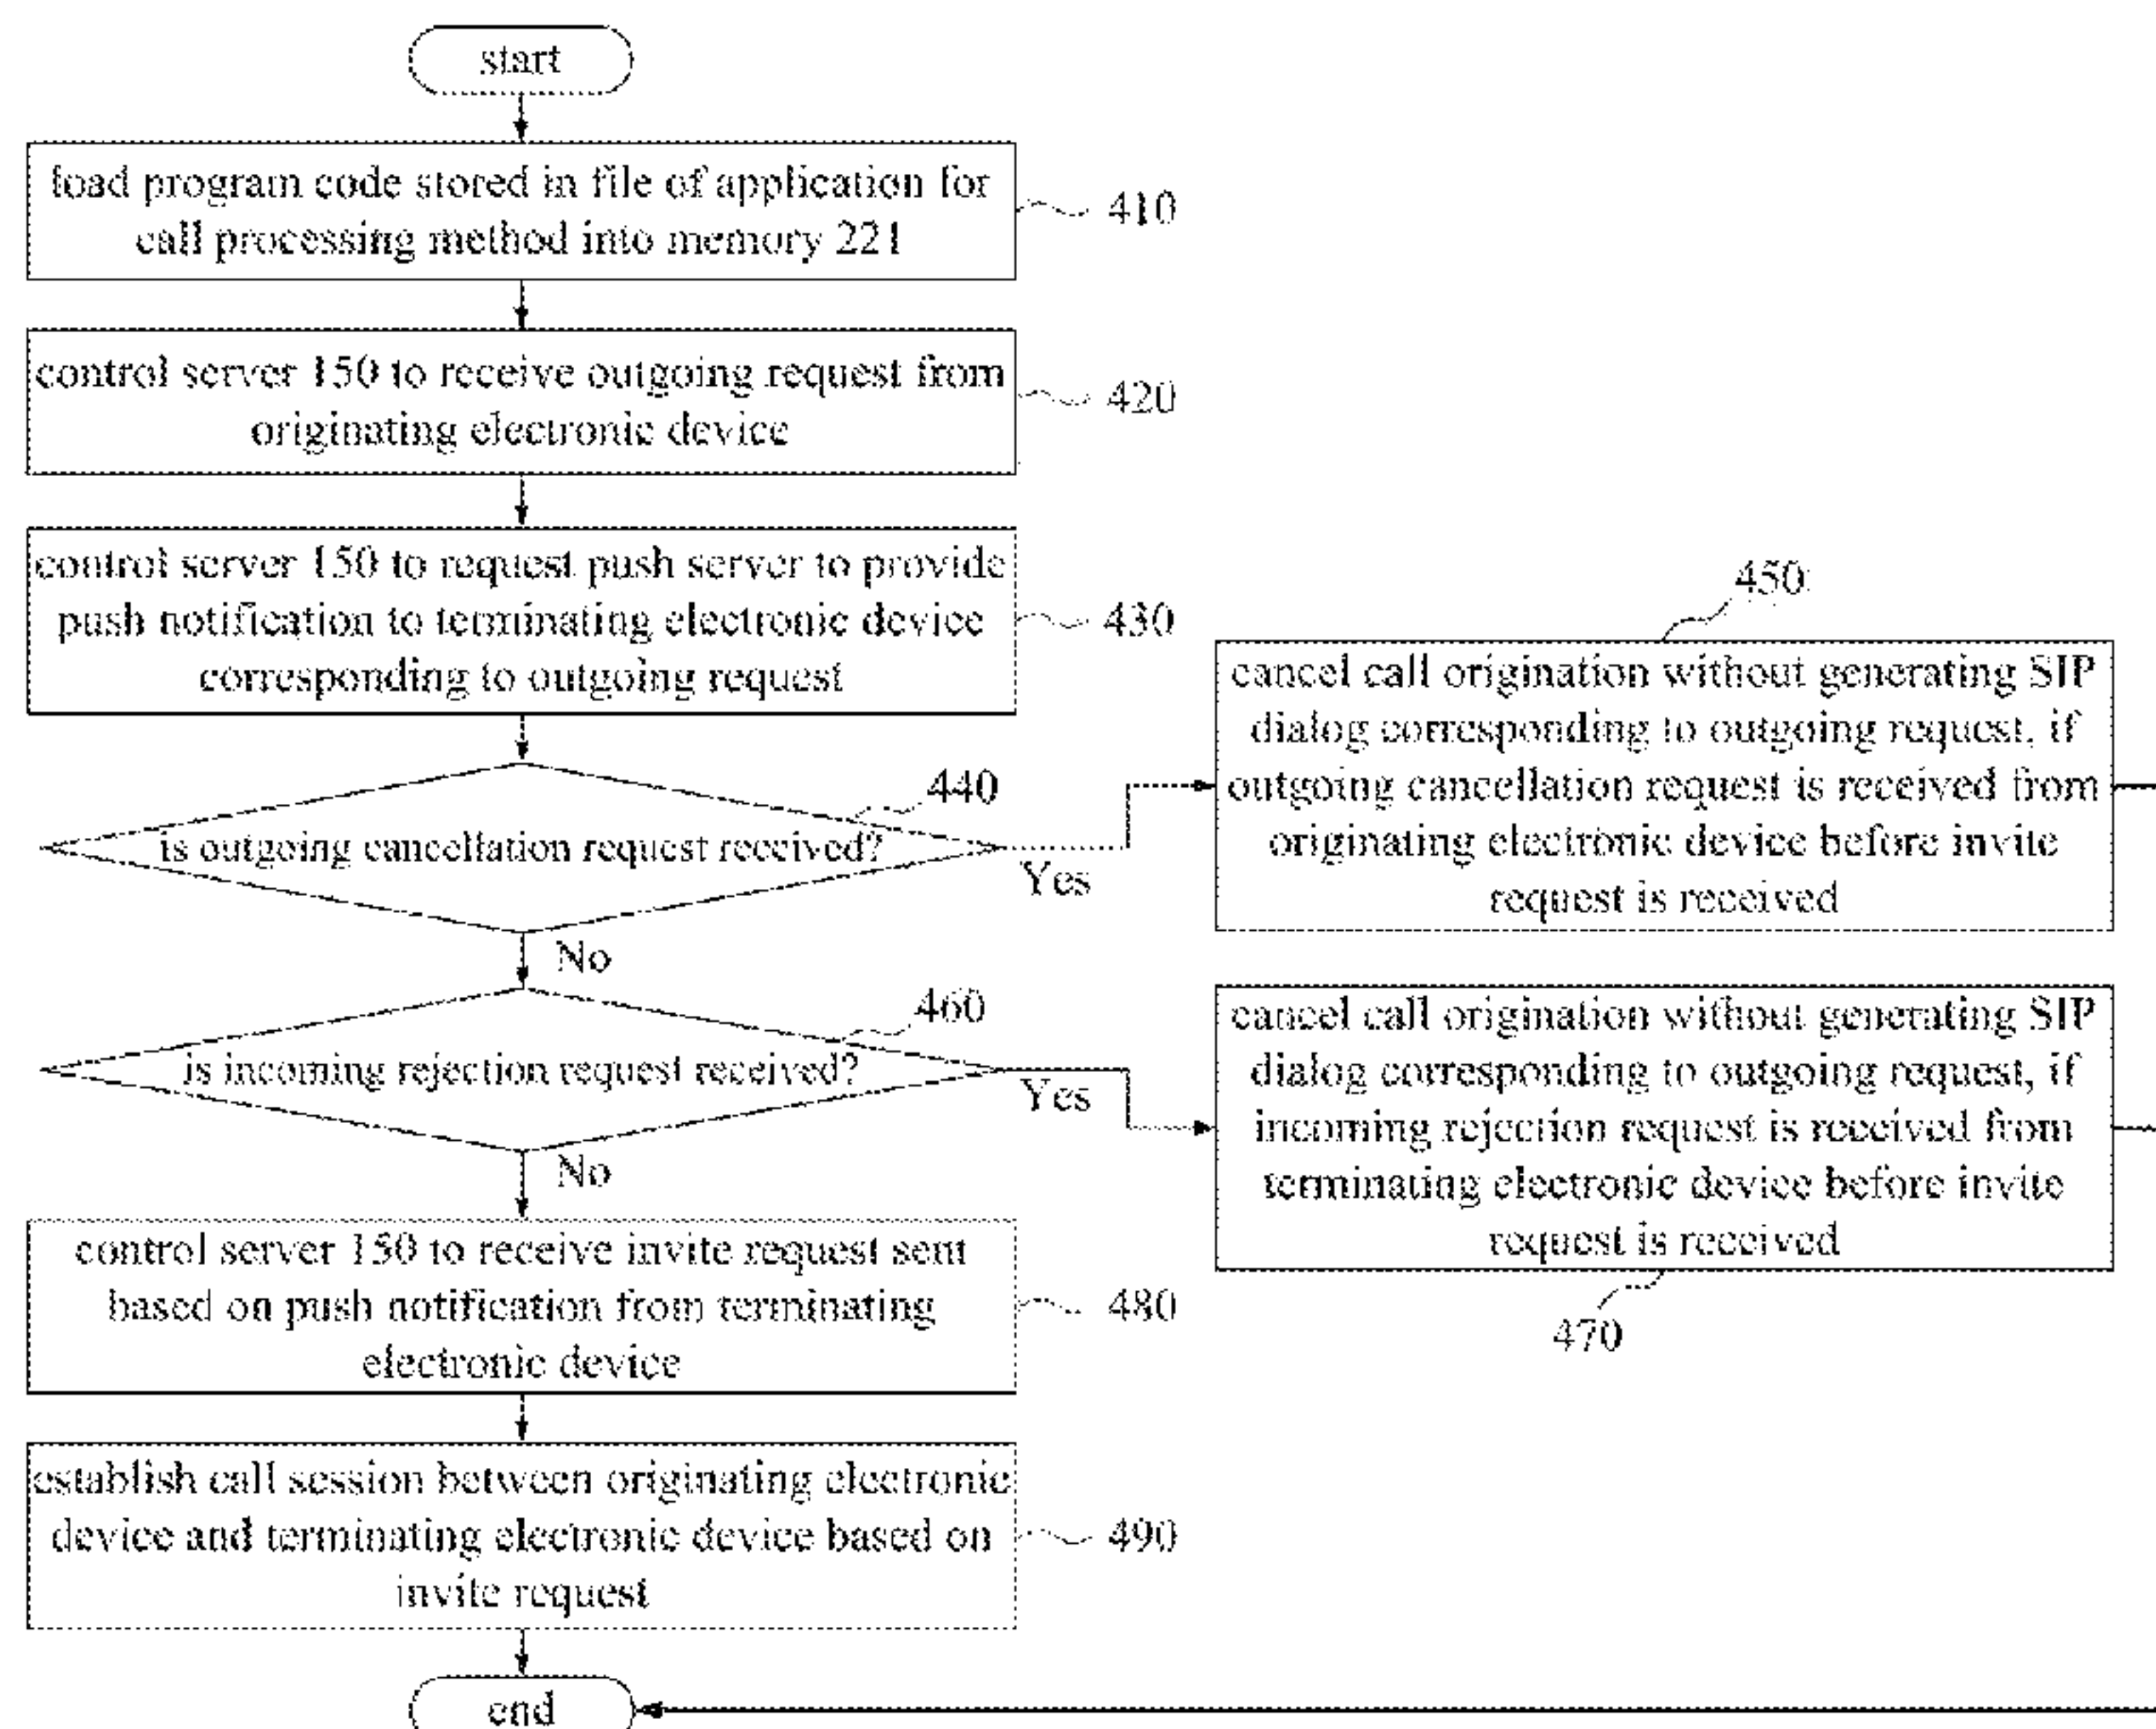 start
load program code stored in file of application for
call processing method into memory 221
410
control server 150 to receive outgoing request from
originating electronic device
420
control server 150 to request push server to provide
push notification to terminating electronic device
corresponding to outgoing request
430
440
is outgoing cancellation request received?
Yes
No
450
cancel call origination without generating SIP
dialog corresponding to outgoing request, if
outgoing cancellation request is received from
originating electronic device before invite
request is received
460
is incoming rejection request received?
Yes
No
cancel call origination without generating SIP
dialog corresponding to outgoing request, if
incoming rejection request is received from
terminating electronic device before invite
request is received
470
control server 150 to receive invite request sent
based on push notification from terminating
electronic device
480
establish call session between originating electronic
device and terminating electronic device based on
invite request
490
end